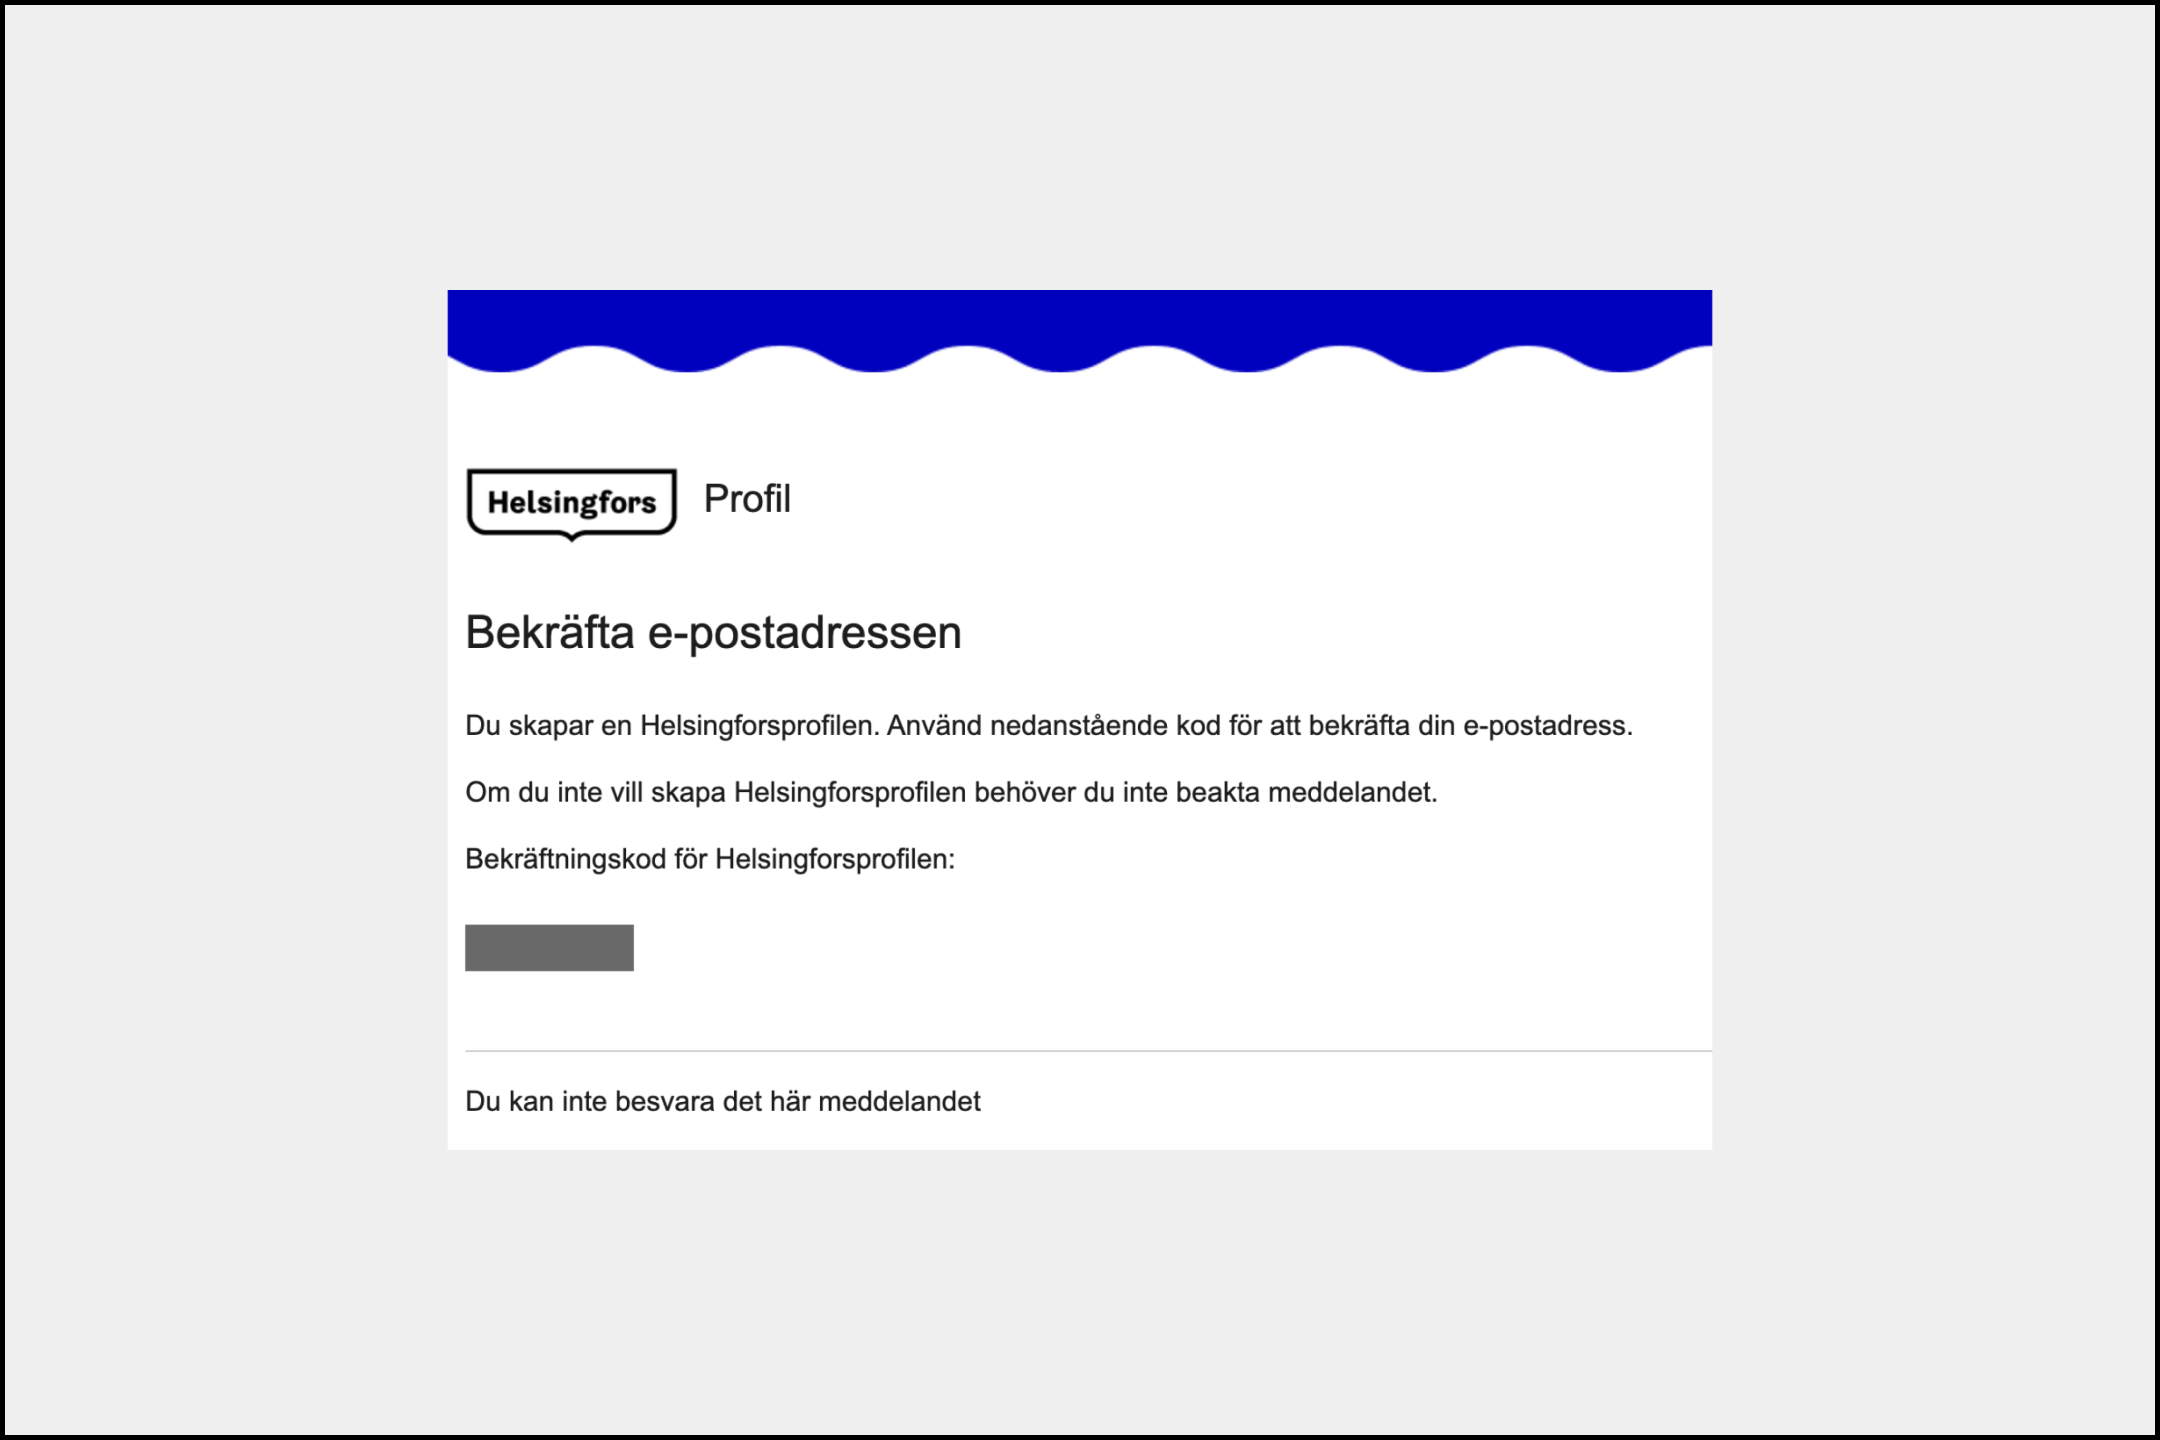 Helsingfors Profil
Bekräfta e-postadressen
Du skapar en Helsingforsprofilen. Använd nedanstående kod för att bekräfta din e-postadress.
Om du inte vill skapa Helsingforsprofilen behöver du inte beakta meddelandet.
Bekräftningskod för Helsingforsprofilen:
Du kan inte besvara det här meddelandet